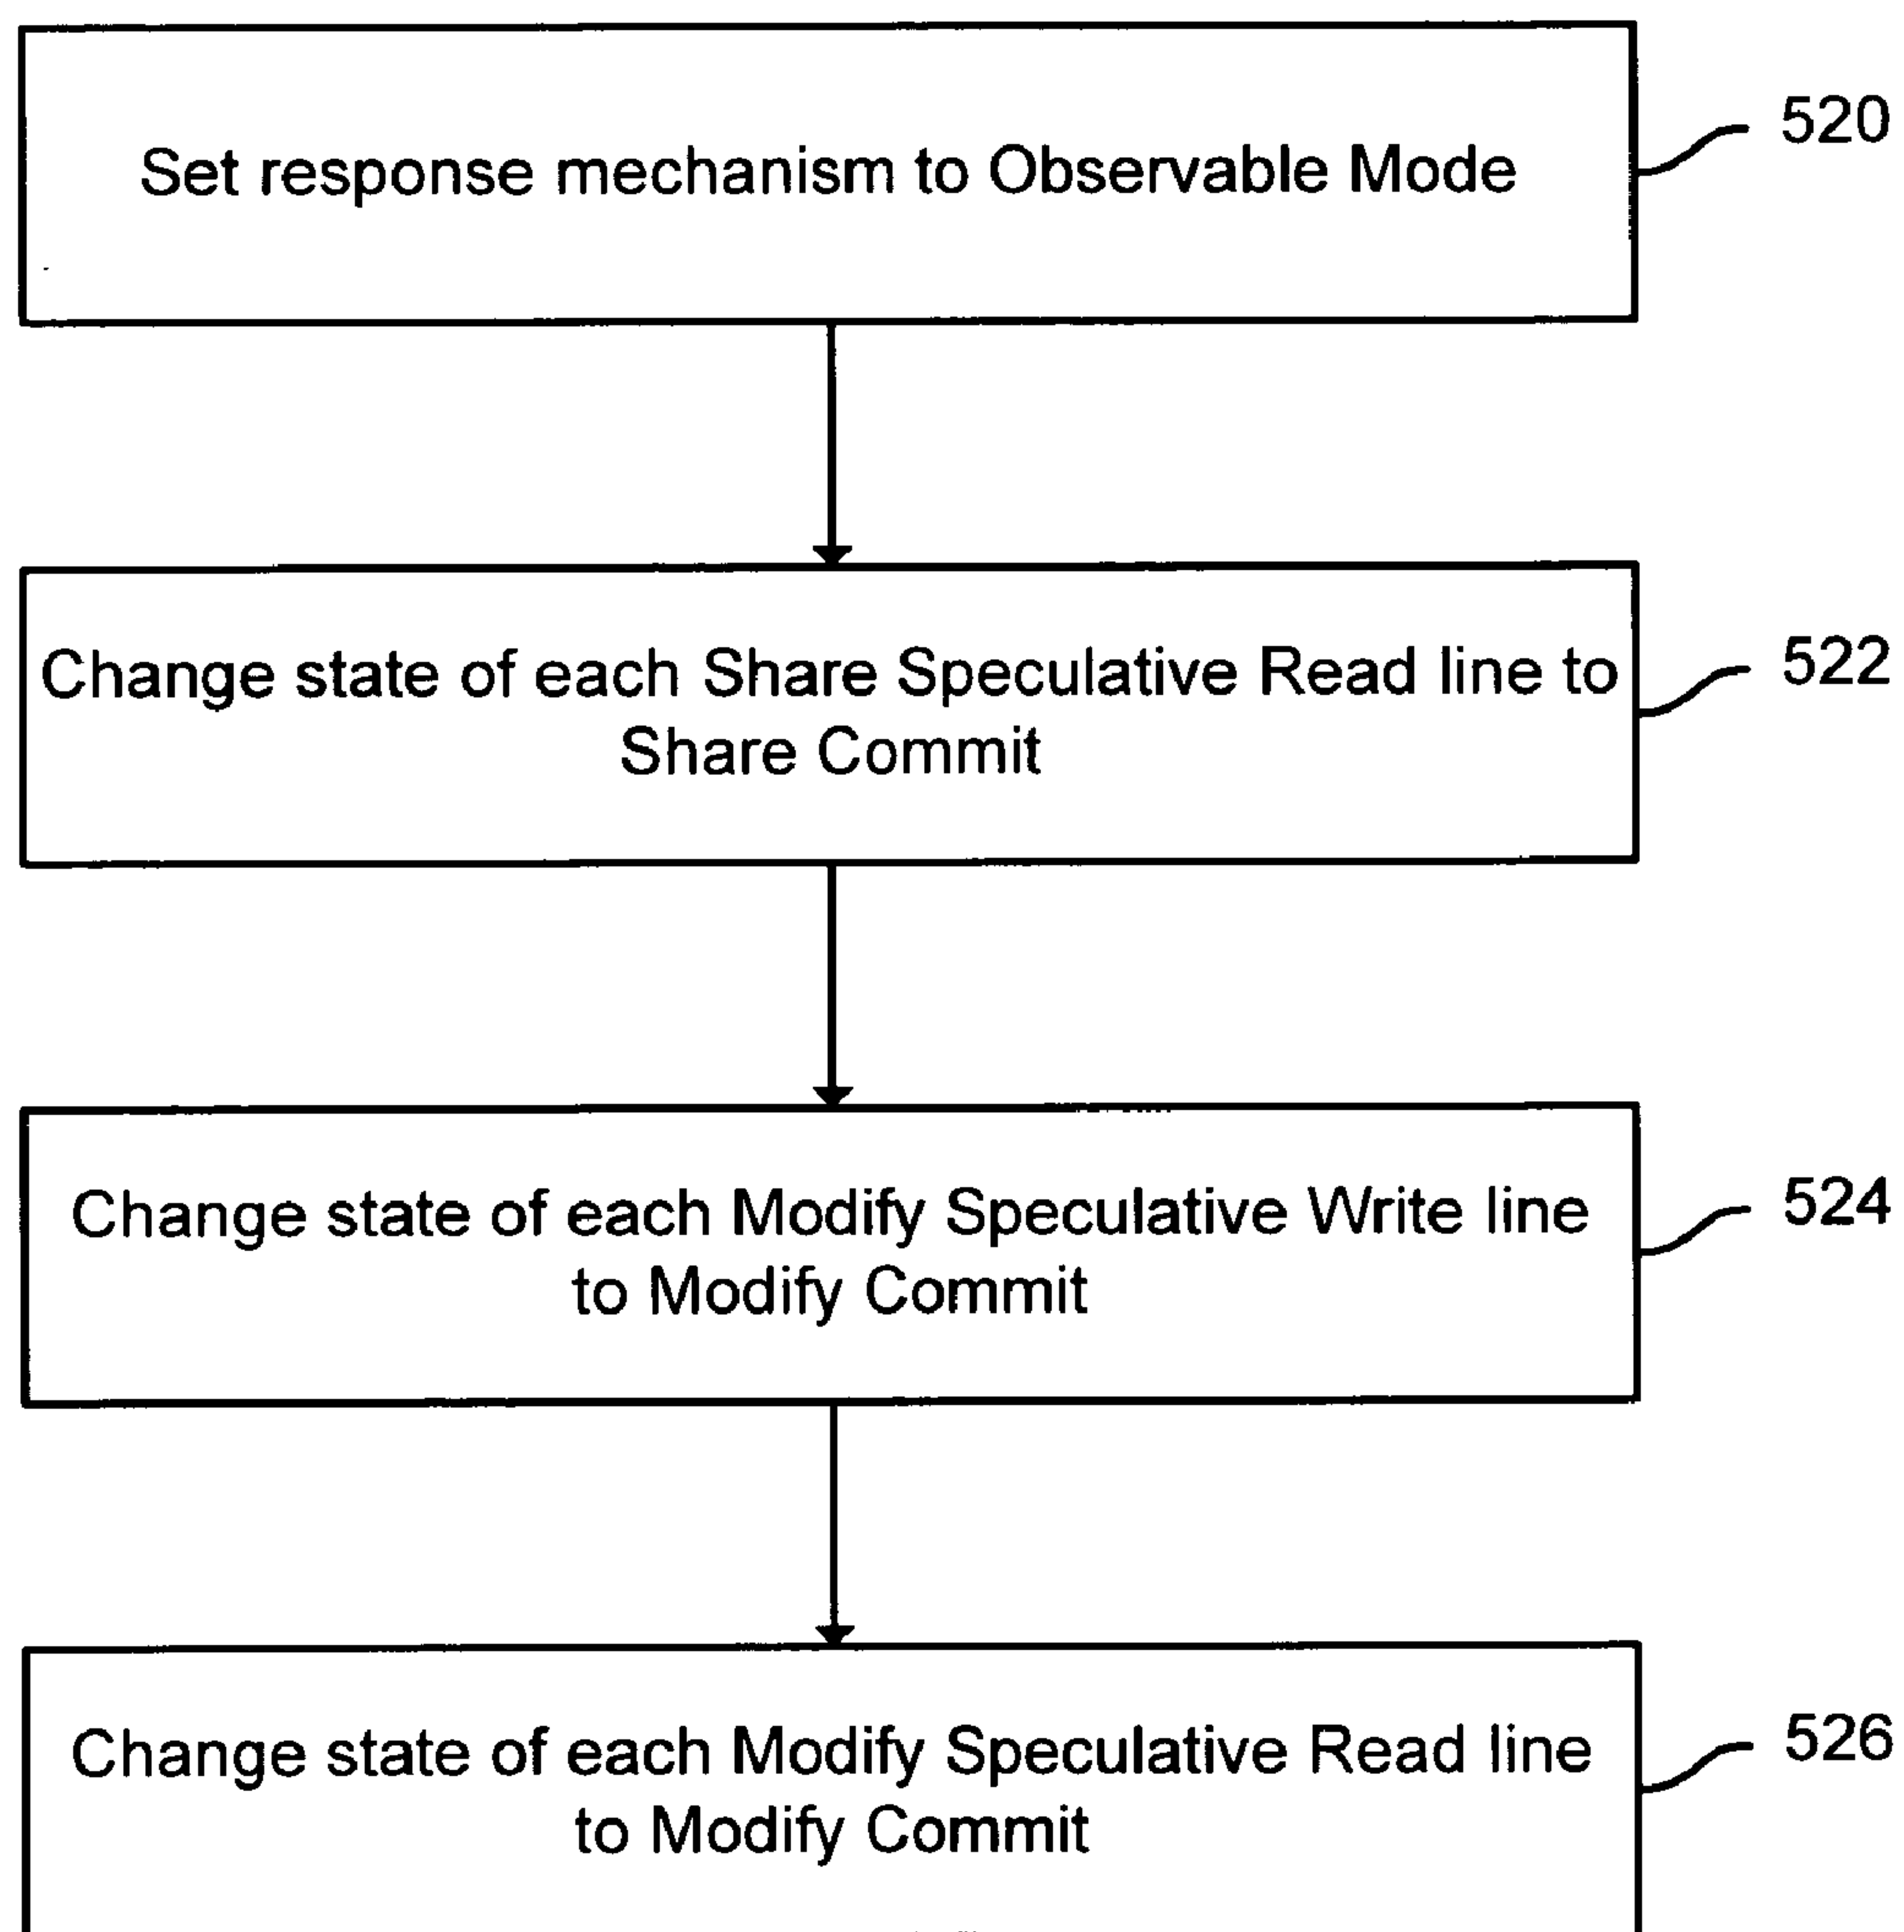 Set response mechanism to Observable Mode
520
Change state of each Share Speculative Read line to
Share Commit
522
Change state of each Modify Speculative Write line
to Modify Commit
524
Change state of each Modify Speculative Read line
to Modify Commit
526